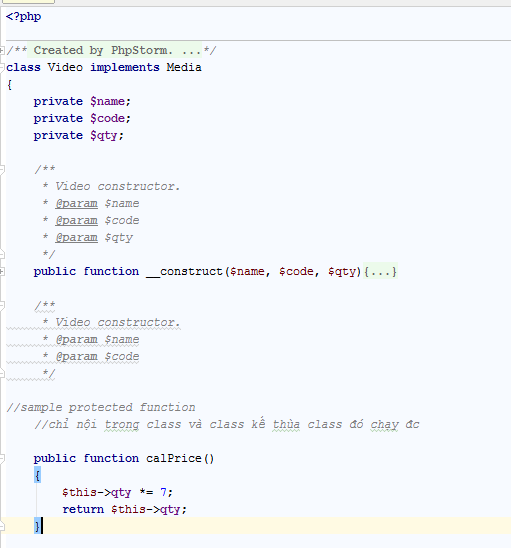 <?php
/** Created by PhpStorm. ...*/
class Video implements Media
{
private $name;
private $code;
private $qty;
/**
* Video constructor.
* @param $name
* @param $code
* @param $qty
*/
public function __construct($name, $code, $qty){...}
/**
* Video constructor.
* @param $name
* @param $code
*/
//sample protected function
//chỉ nội trong class và class kế thừa class đó chạy đc
public function calPrice()
{
$this->qty *= 7;
return $this->qty;
}